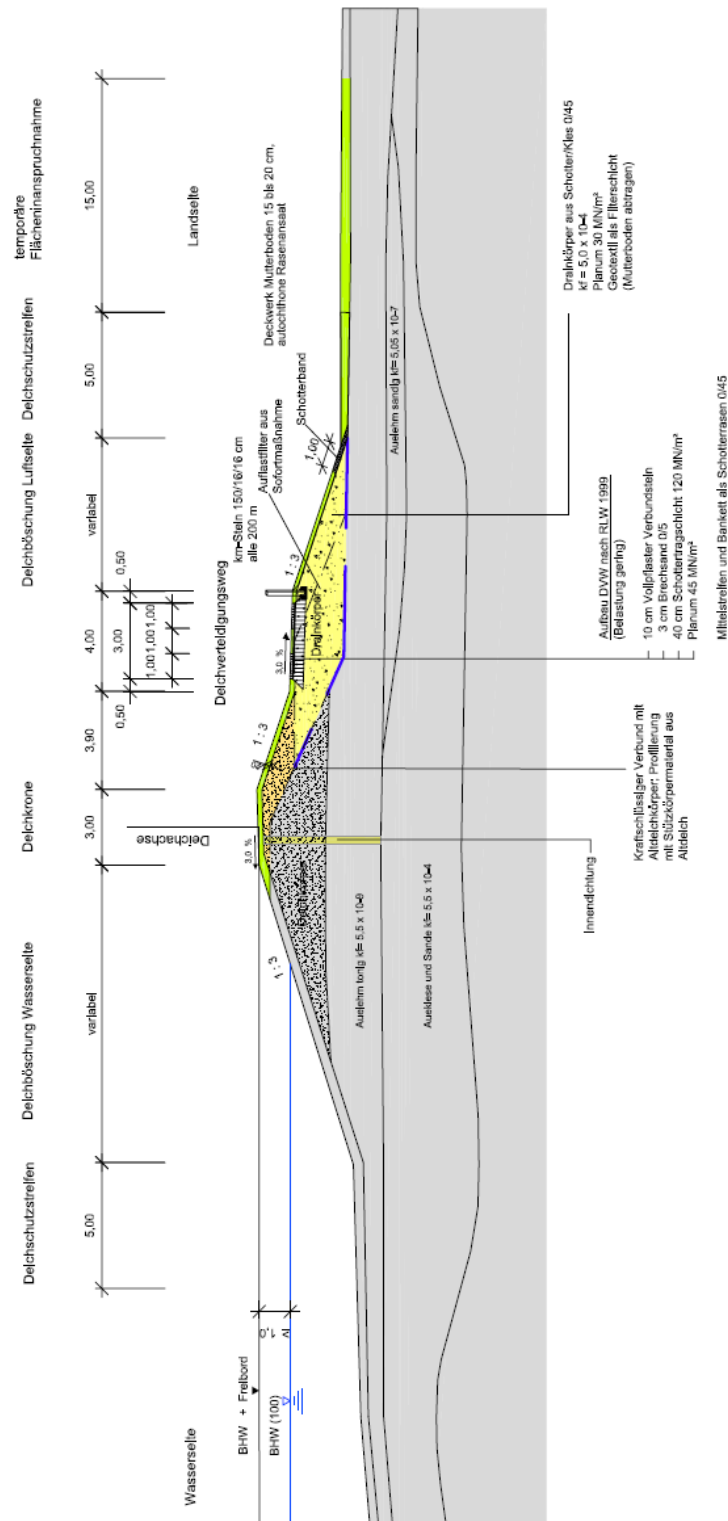 Wasserseite
Deichschutzstreifen
Deichböschung Wasserseite
Deichkrone
Deichböschung Luftseite
Deichschutzstreifen
temporäre
Flächeninanspruchnahme
5,00
variabel
3,00
3,90
0,50
4,00
3,00
1,00 1,00 1,00
0,50
variabel
5,00
15,00
Landseite
Deichachse
Deichverteidigungsweg
km-Stein 150/16/16 cm
alle 200 m
Auflastfilter aus
Sofortmaßnahme
Schotterband
1,00
Deckwerk Mutterboden 15 bis 20 cm,
autochthone Rasenansaat
BHW + Freibord
BHW (100)
≥ 1,0
1 : 3
3,0 %
1 : 3
3,0 %
1 : 3
Drainkörper
Auelehm tonig kf= 5,5 x 10-9
Auekiese und Sande kf= 5,5 x 10-4
Auelehm sandig kf= 5,05 x 10-7
Innendichtung
Kraftschlüssiger Verbund mit
Altdeichkörper; Profilierung
mit Stützkörpermaterial aus
Altdeich
Aufbau DVW nach RLW 1999
(Belastung gering)
10 cm Vollpflaster Verbundstein
3 cm Brechsand 0/5
40 cm Schottertragschicht 120 MN/m²
Planum 45 MN/m²
Mittelstreifen und Bankett als Schotterrasen 0/45
Drainkörper aus Schotter/Kies 0/45
kf = 5,0 x 10-4
Planum 30 MN/m²
Geotextil als Filterschicht
(Mutterboden abtragen)